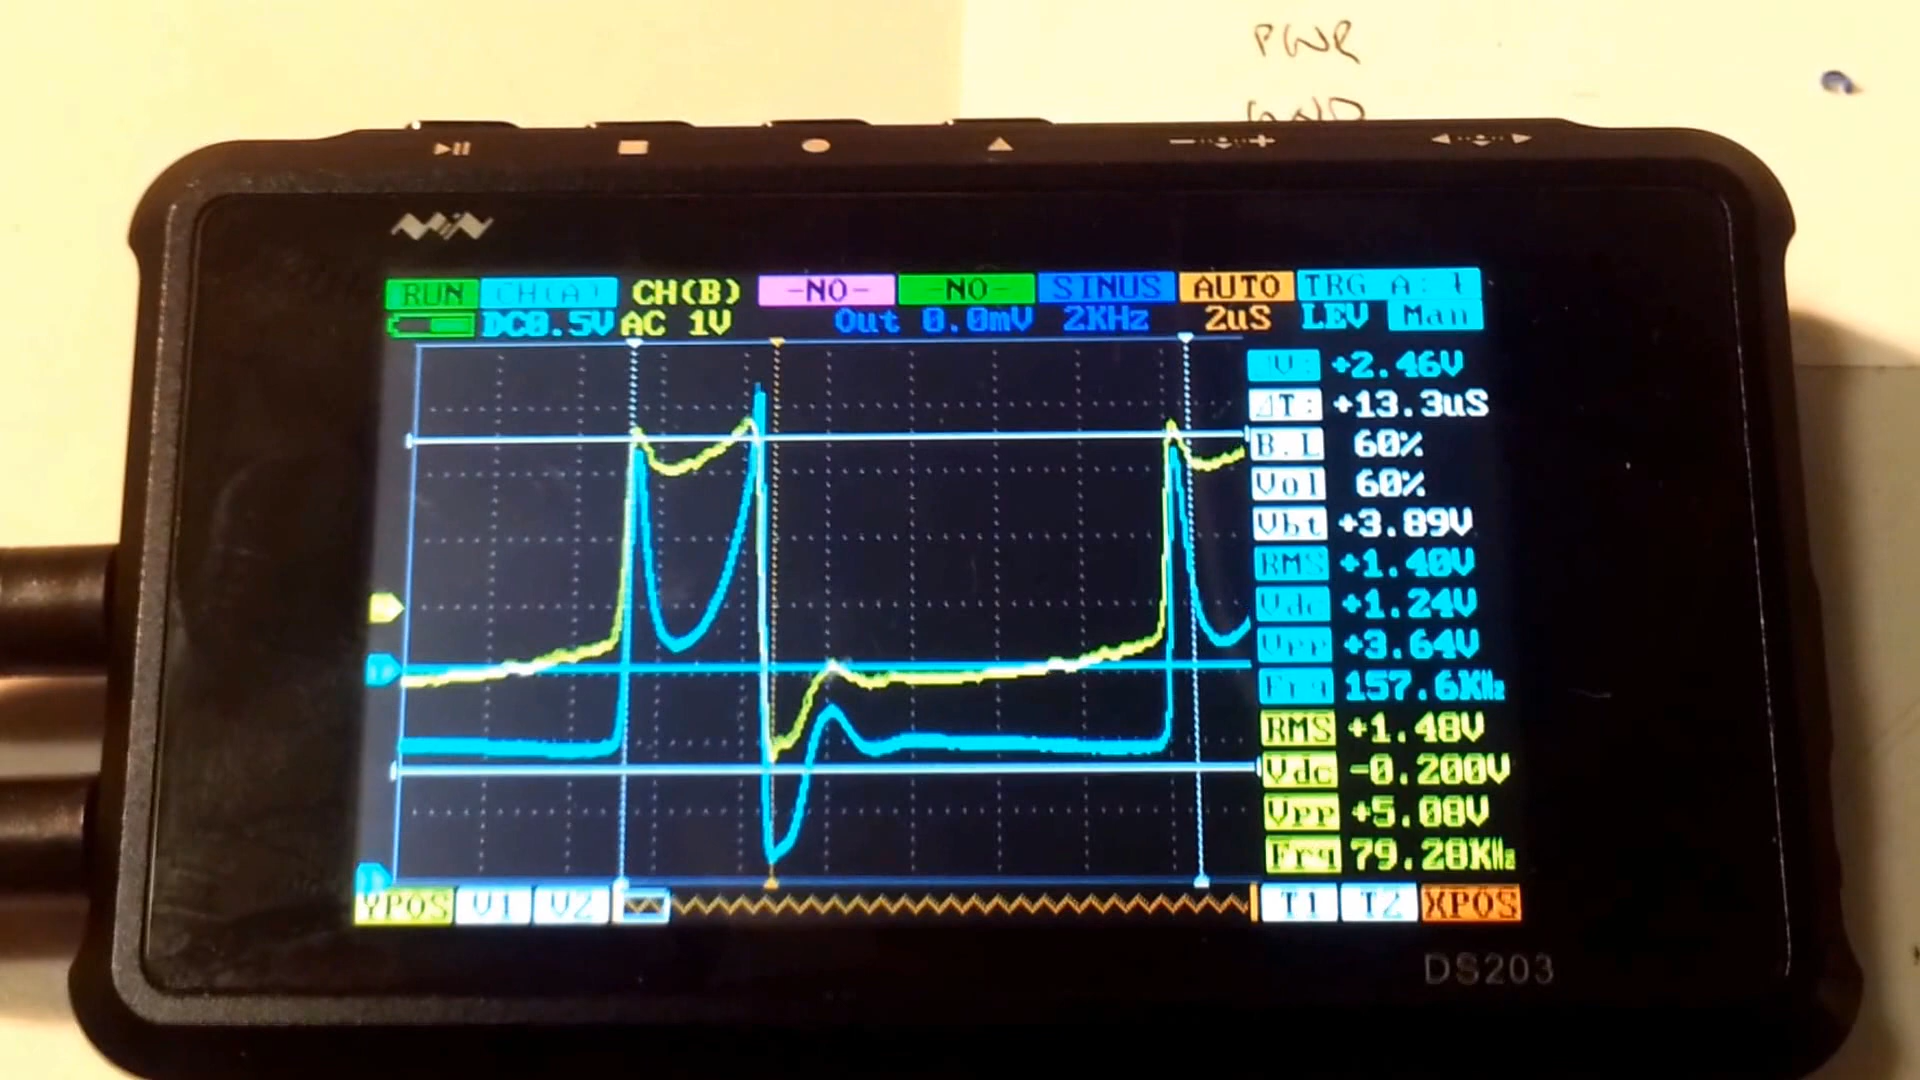 PWR
GND
RUN CH(A) CH(B) -NO- -NO- SINUS AUTO TRG A:
DC0.5V AC 1V Out 0.0mV 2KHz 2uS LEV Man
+2.46V
ΔT: +13.3uS
B.L 60%
Vol 60%
Vbt +3.89V
RMS +1.40V
Vdc +1.24V
Vpp +3.64V
Frq 157.6KHz
RMS +1.48V
Vdc -0.200V
Vpp +5.08V
Frq 79.28KHz
YPOS V1 V2 T1 T2 XPOS
DS203